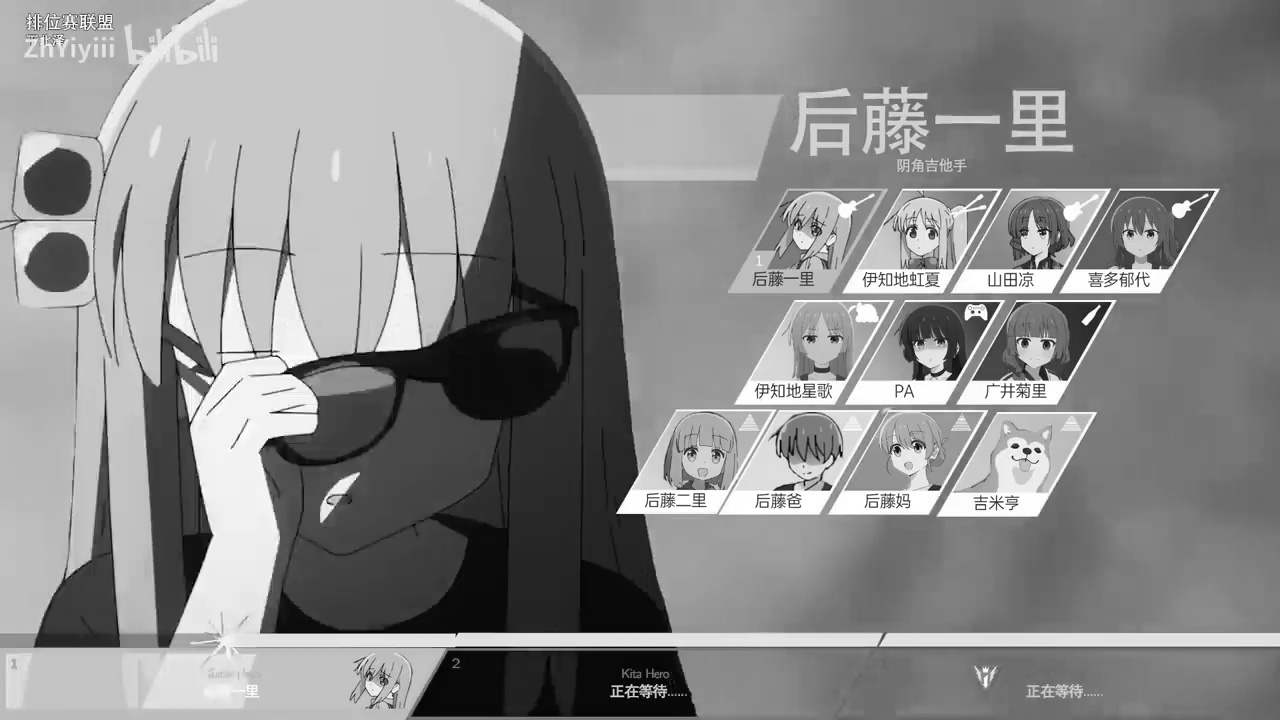 排位赛联盟
ZhYiyiii bilibili
后藤一里
阴角吉他手
1
后藤一里
伊知地虹夏
山田凉
喜多郁代
伊知地星歌
PA
广井菊里
后藤二里
后藤爸
后藤妈
吉米亨
1
一里
2
Kita Hero
正在等待......
正在等待......